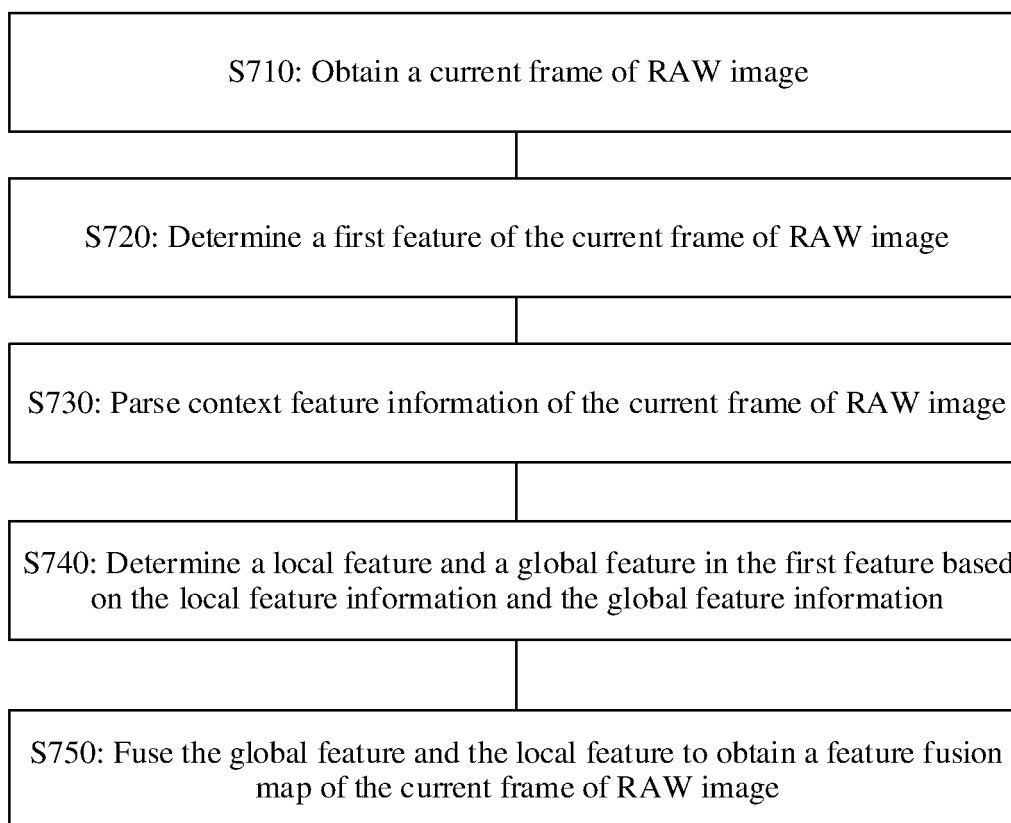 S710: Obtain a current frame of RAW image
S720: Determine a first feature of the current frame of RAW image
S730: Parse context feature information of the current frame of RAW image
S740: Determine a local feature and a global feature in the first feature based
on the local feature information and the global feature information
S750: Fuse the global feature and the local feature to obtain a feature fusion
map of the current frame of RAW image